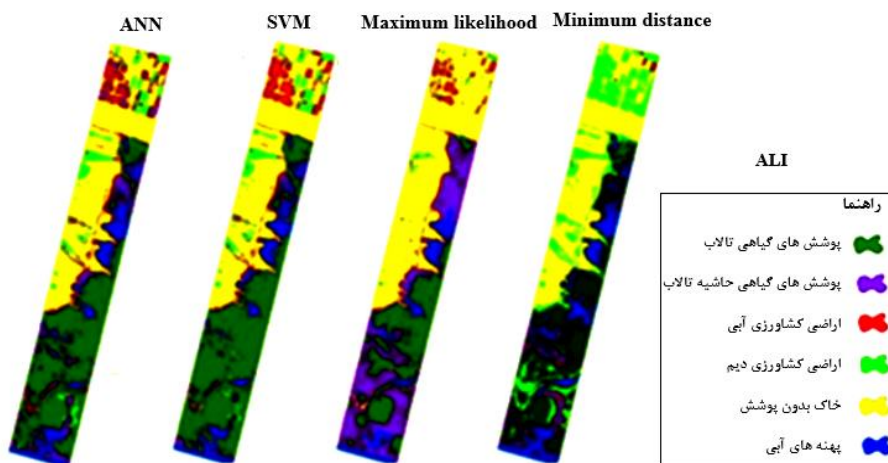 ANN SVM Maximum likelihood Minimum distance
ALI
راهنما
پوشش های گیاهی تالاب
پوشش های گیاهی حاشیه تالاب
اراضی کشاورزی آبی
اراضی کشاورزی دیم
خاک بدون پوشش
پهنه های آبی